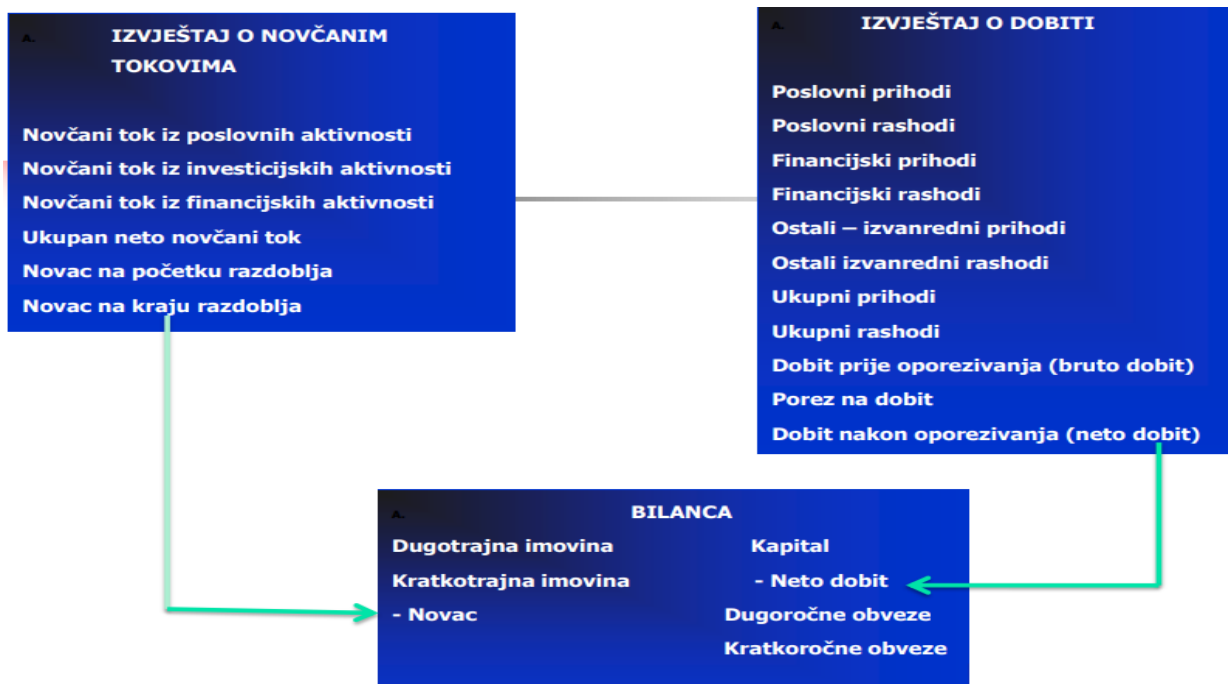 A.
IZVJEŠTAJ O NOVČANIM
TOKOVIMA
Novčani tok iz poslovnih aktivnosti
Novčani tok iz investicijskih aktivnosti
Novčani tok iz financijskih aktivnosti
Ukupan neto novčani tok
Novac na početku razdoblja
Novac na kraju razdoblja
A.
IZVJEŠTAJ O DOBITI
Poslovni prihodi
Poslovni rashodi
Financijski prihodi
Financijski rashodi
Ostali – izvanredni prihodi
Ostali izvanredni rashodi
Ukupni prihodi
Ukupni rashodi
Dobit prije oporezivanja (bruto dobit)
Porez na dobit
Dobit nakon oporezivanja (neto dobit)
A.
BILANCA
Dugotrajna imovina Kapital
Kratkotrajna imovina - Neto dobit
- Novac Dugoročne obveze
Kratkoročne obveze